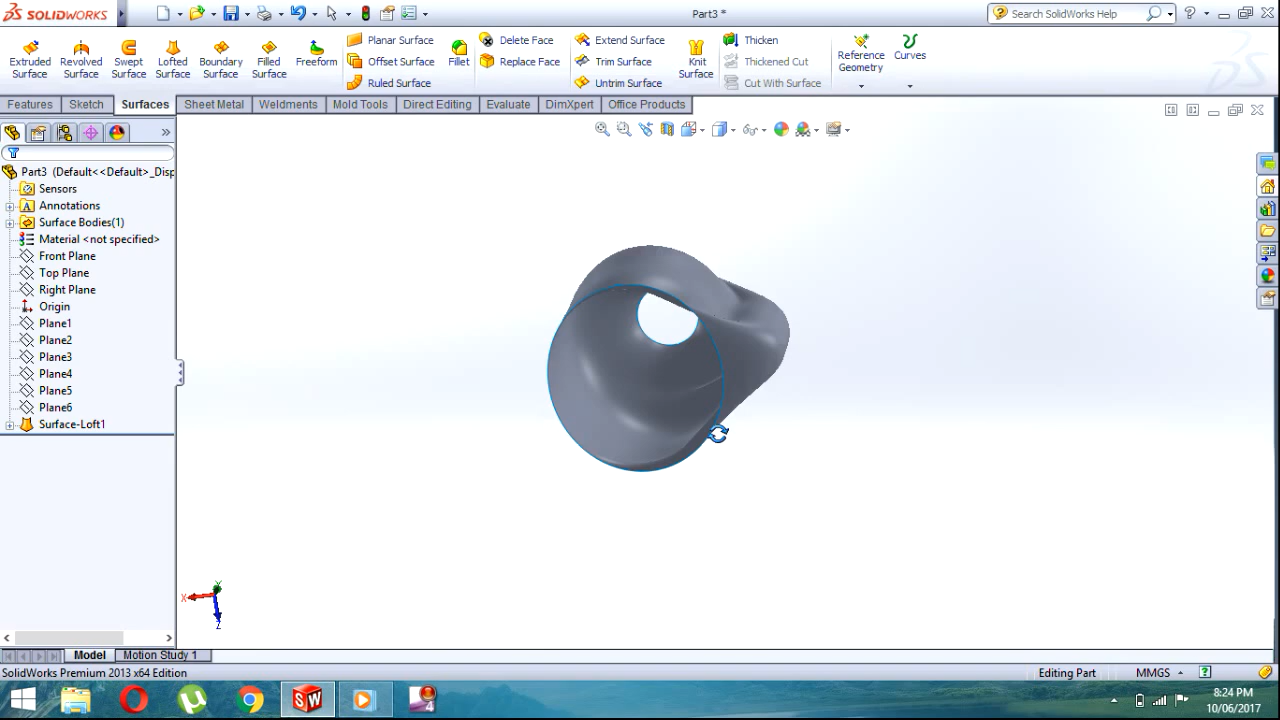 SOLIDWORKS
Part3 *
Search SolidWorks Help
Extruded Surface
Revolved Surface
Swept Surface
Lofted Surface
Boundary Surface
Filled Surface
Freeform
Planar Surface
Offset Surface
Ruled Surface
Fillet
Delete Face
Replace Face
Extend Surface
Trim Surface
Untrim Surface
Knit Surface
Thicken
Thickened Cut
Cut With Surface
Reference Geometry
Curves
Features
Sketch
Surfaces
Sheet Metal
Weldments
Mold Tools
Direct Editing
Evaluate
DimXpert
Office Products
Part3 (Default<<Default>_Disp
Sensors
Annotations
Surface Bodies(1)
Material <not specified>
Front Plane
Top Plane
Right Plane
Origin
Plane1
Plane2
Plane3
Plane4
Plane5
Plane6
Surface-Loft1
Y
X
Z
Model
Motion Study 1
SolidWorks Premium 2013 x64 Edition
Editing Part
MMGS
8:24 PM
10/06/2017